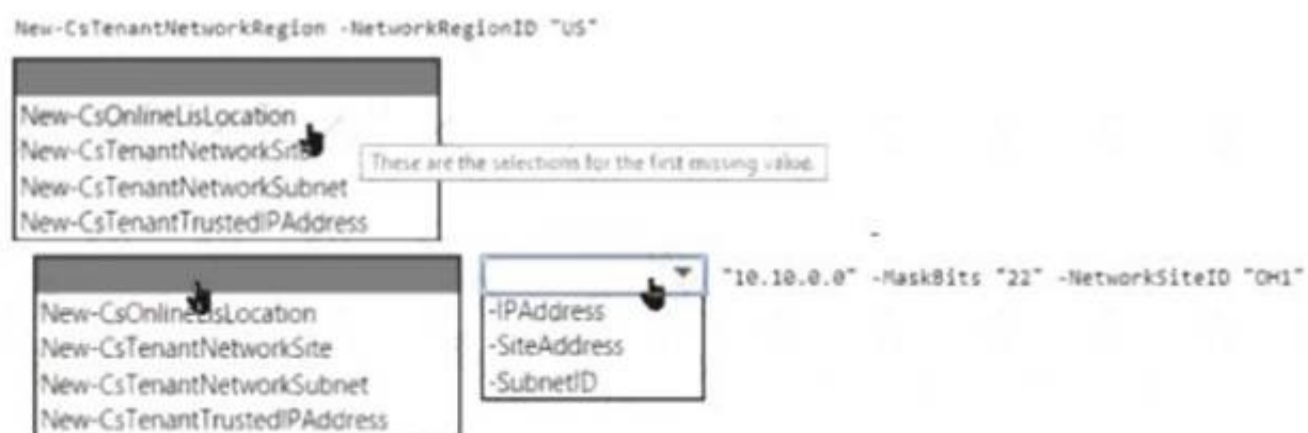 New-CsTenantNetworkRegion -NetworkRegionID "US"
New-CsOnlineLisLocation
New-CsTenantNetworkSite
These are the selections for the first missing value.
New-CsTenantNetworkSubnet
New-CsTenantTrustedIPAddress
"10.10.0.0" -MaskBits "22" -NetworkSiteID "OH1"
New-CsOnlineLisLocation
New-CsTenantNetworkSite
New-CsTenantNetworkSubnet
New-CsTenantTrustedIPAddress
-IPAddress
-SiteAddress
-SubnetID